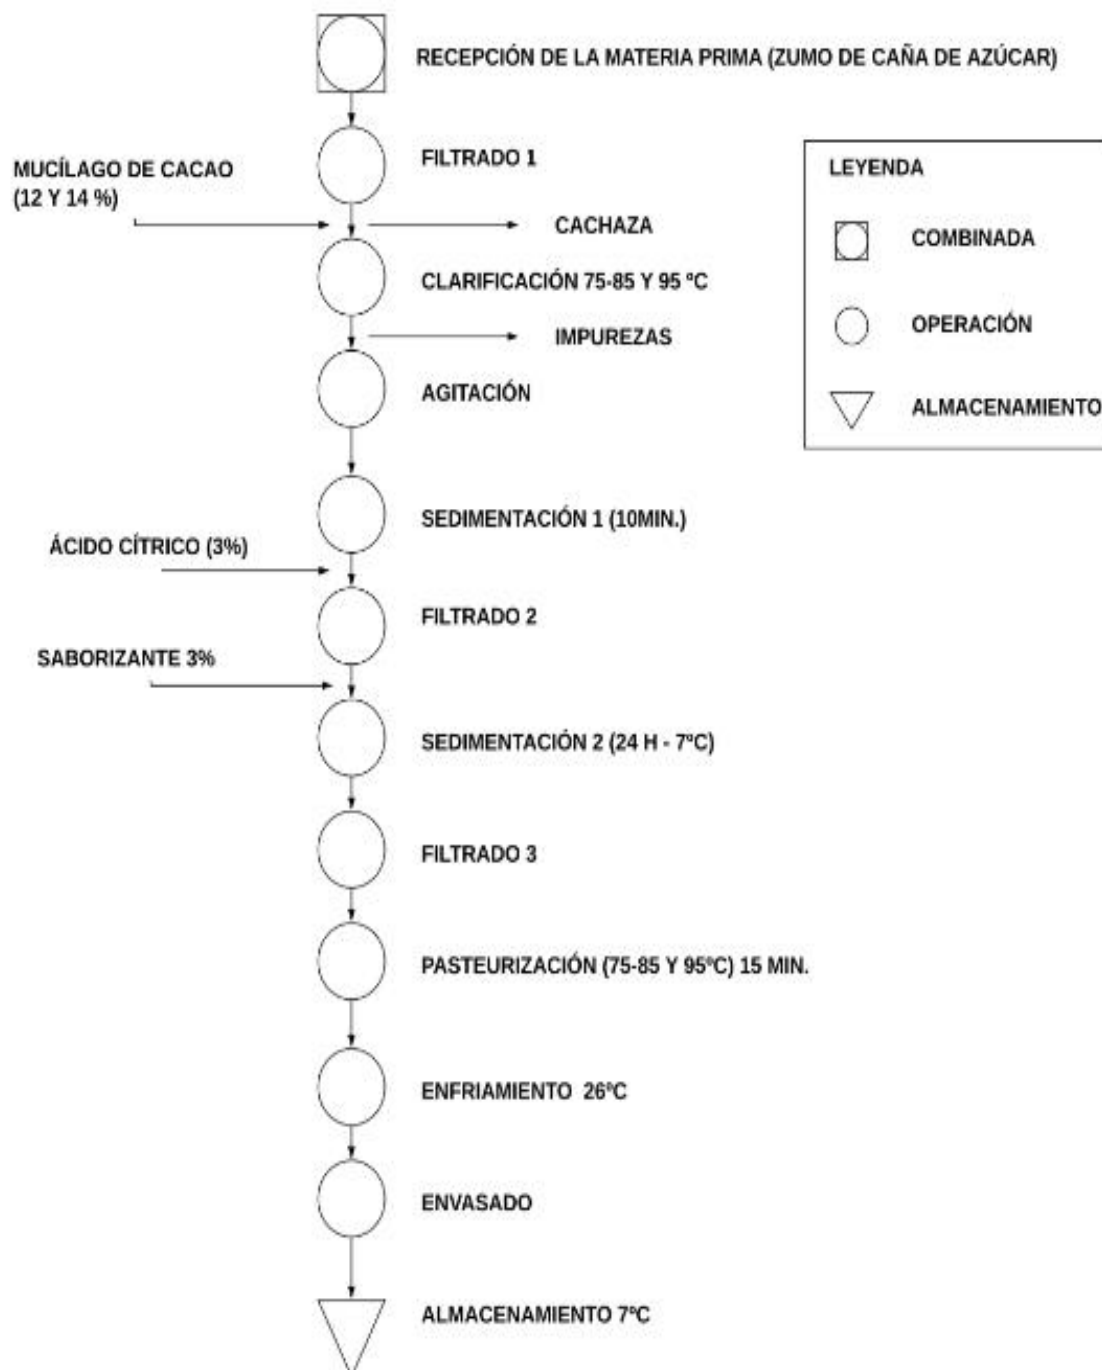 RECEPCIÓN DE LA MATERIA PRIMA (ZUMO DE CAÑA DE AZÚCAR)
FILTRADO 1
MUCÍLAGO DE CACAO
(12 Y 14 %)
CACHAZA
CLARIFICACIÓN 75-85 Y 95 ºC
IMPUREZAS
AGITACIÓN
SEDIMENTACIÓN 1 (10MIN.)
ÁCIDO CÍTRICO (3%)
FILTRADO 2
SABORIZANTE 3%
SEDIMENTACIÓN 2 (24 H - 7ºC)
FILTRADO 3
PASTEURIZACIÓN (75-85 Y 95ºC) 15 MIN.
ENFRIAMIENTO 26ºC
ENVASADO
ALMACENAMIENTO 7ºC
LEYENDA
COMBINADA
OPERACIÓN
ALMACENAMIENTO